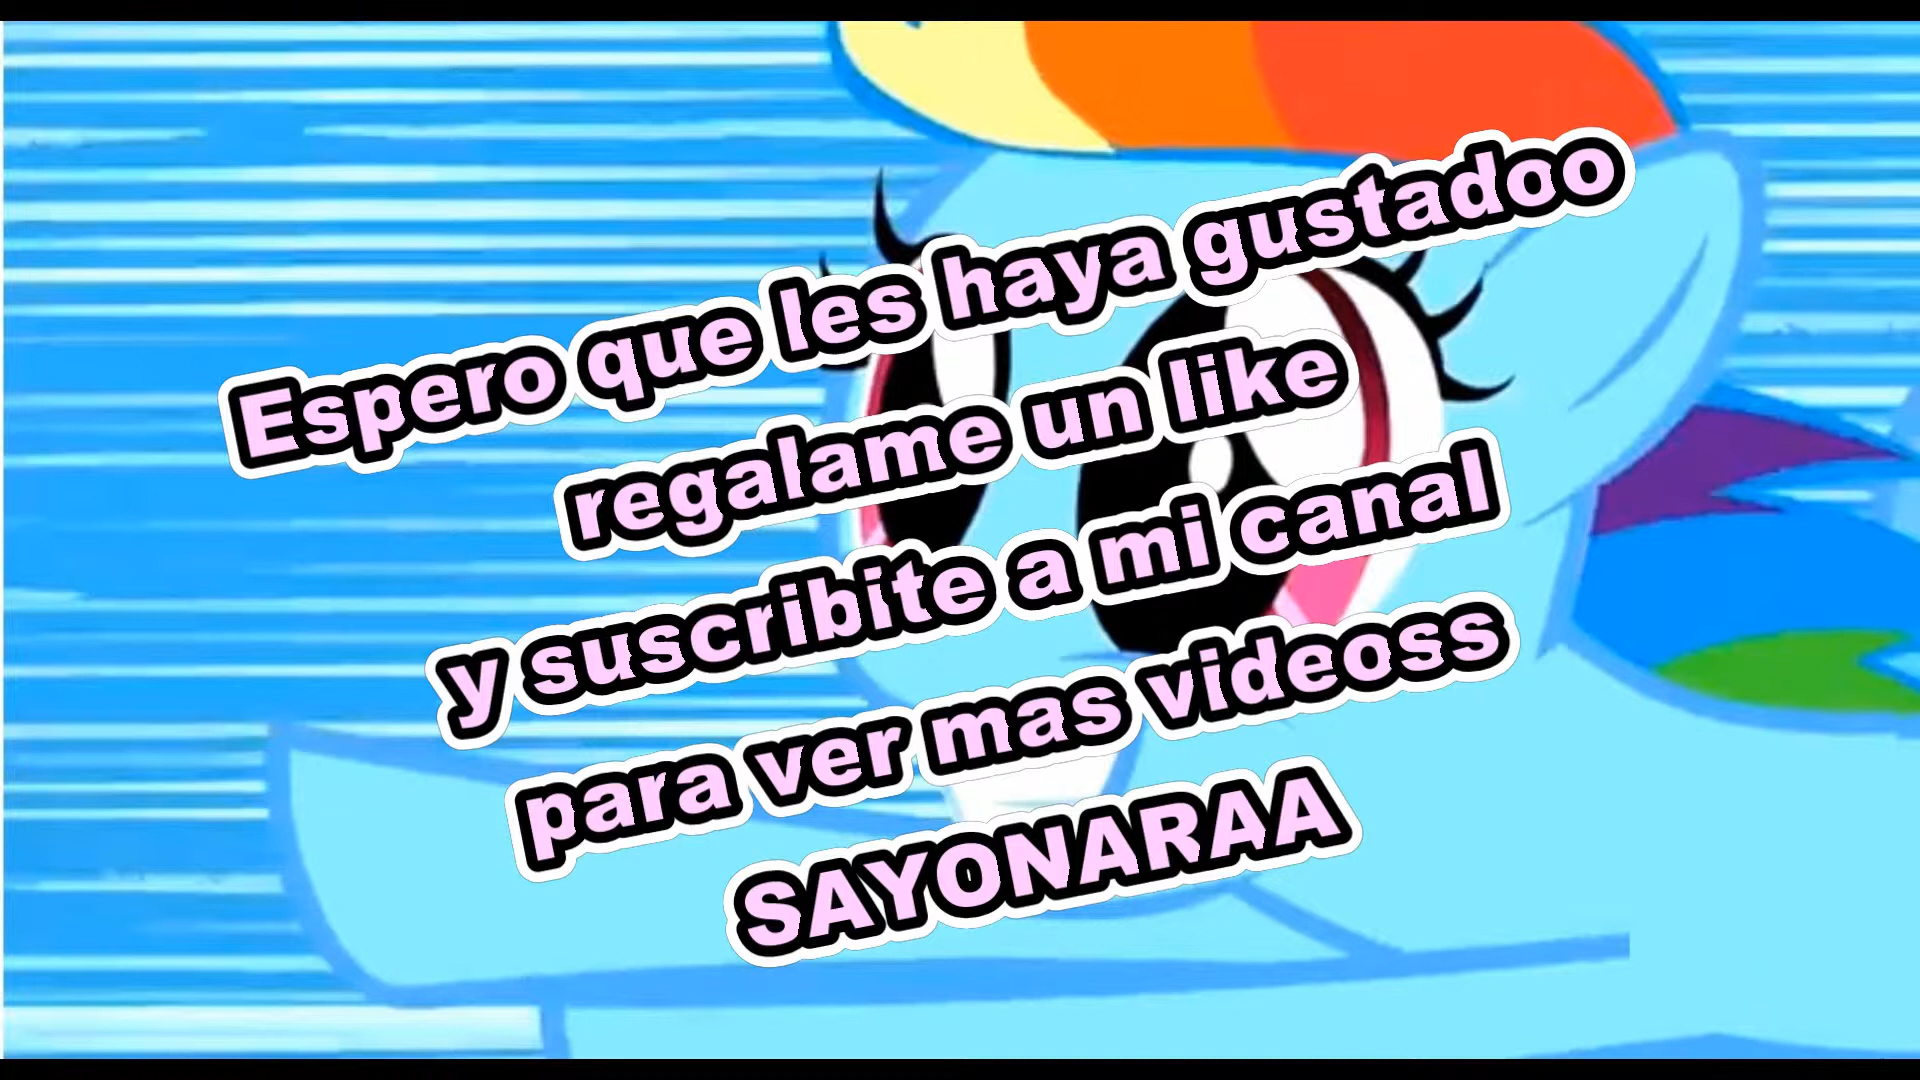 Espero que les haya gustadoo
regalame un like
y suscribite a mi canal
para ver mas videoss
SAYONARAA